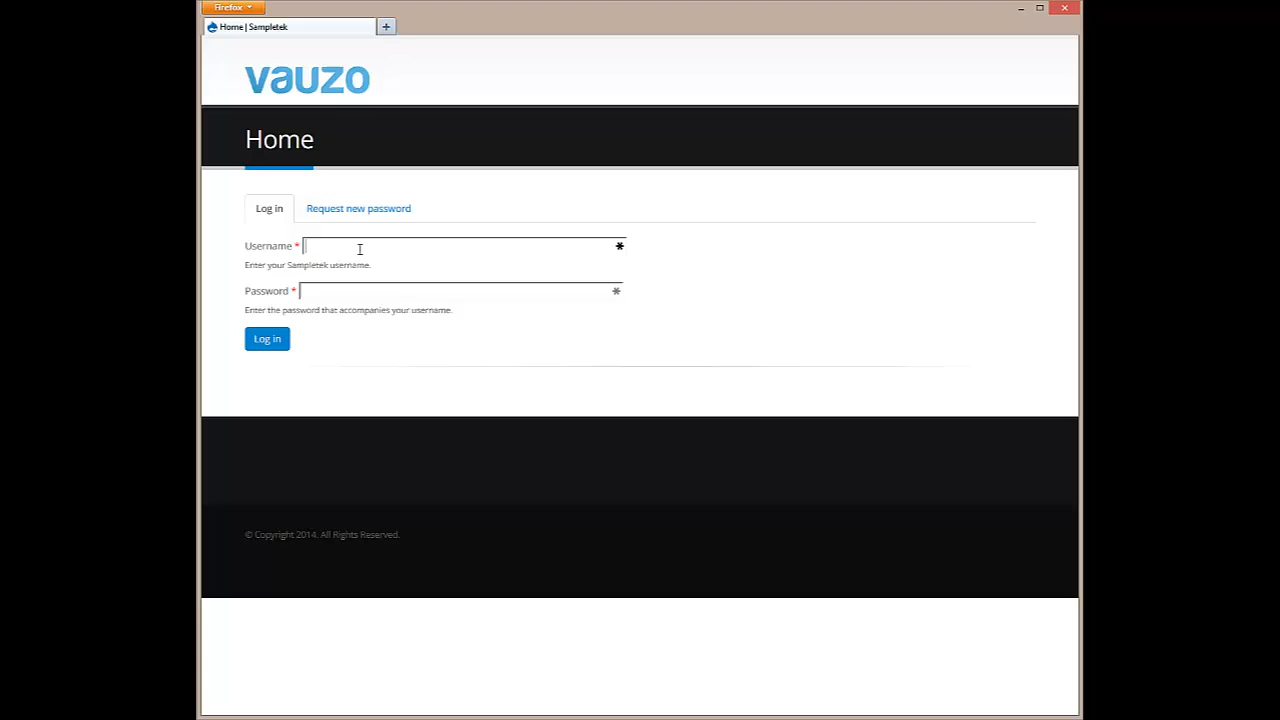 Firefox
Home | Sampletek
vauzo
Home
Log in
Request new password
Username *
Enter your Sampletek username.
Password *
Enter the password that accompanies your username.
Log in
© Copyright 2014. All Rights Reserved.